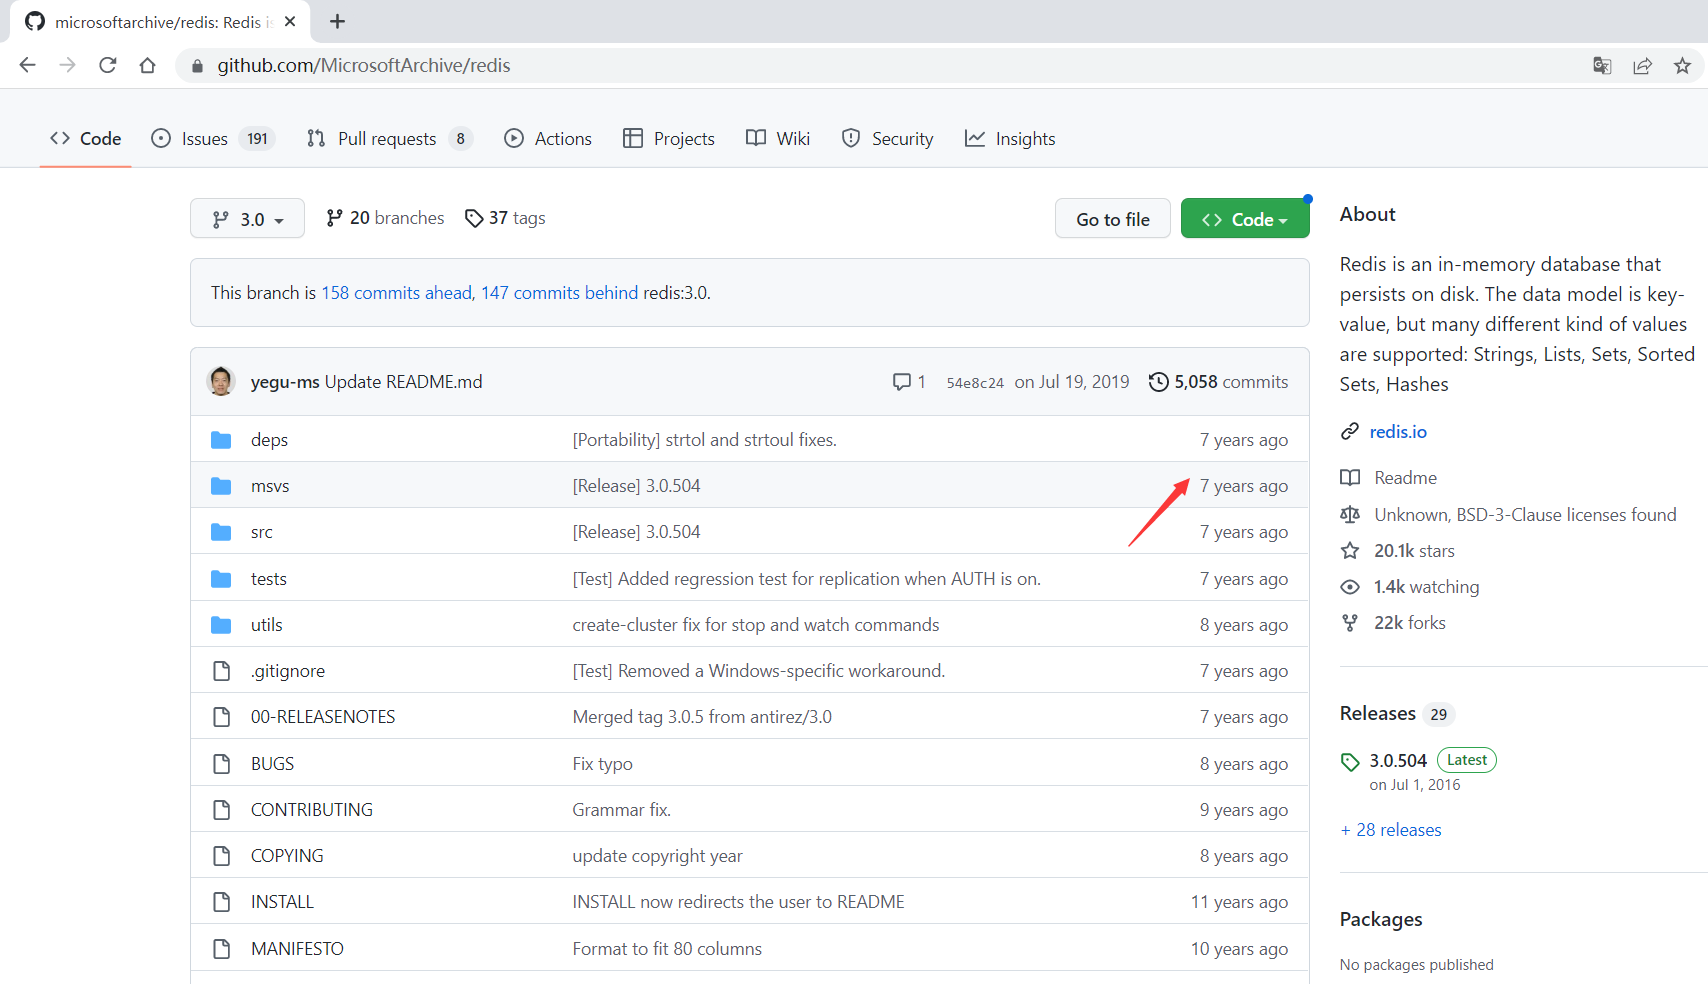 microsoftarchive/redis: Redis is
github.com/MicrosoftArchive/redis
Code
Issues 191
Pull requests 8
Actions
Projects
Wiki
Security
Insights
3.0
20 branches
37 tags
Go to file
Code
This branch is 158 commits ahead, 147 commits behind redis:3.0.
yegu-ms Update README.md
1 54e8c24 on Jul 19, 2019 5,058 commits
deps [Portability] strtol and strtoul fixes. 7 years ago
msvs [Release] 3.0.504 7 years ago
src [Release] 3.0.504 7 years ago
tests [Test] Added regression test for replication when AUTH is on. 7 years ago
utils create-cluster fix for stop and watch commands 8 years ago
.gitignore [Test] Removed a Windows-specific workaround. 7 years ago
00-RELEASENOTES Merged tag 3.0.5 from antirez/3.0 7 years ago
BUGS Fix typo 8 years ago
CONTRIBUTING Grammar fix. 9 years ago
COPYING update copyright year 8 years ago
INSTALL INSTALL now redirects the user to README 11 years ago
MANIFESTO Format to fit 80 columns 10 years ago
About
Redis is an in-memory database that
persists on disk. The data model is key-
value, but many different kind of values
are supported: Strings, Lists, Sets, Sorted
Sets, Hashes
redis.io
Readme
Unknown, BSD-3-Clause licenses found
20.1k stars
1.4k watching
22k forks
Releases 29
3.0.504 Latest
on Jul 1, 2016
+ 28 releases
Packages
No packages published